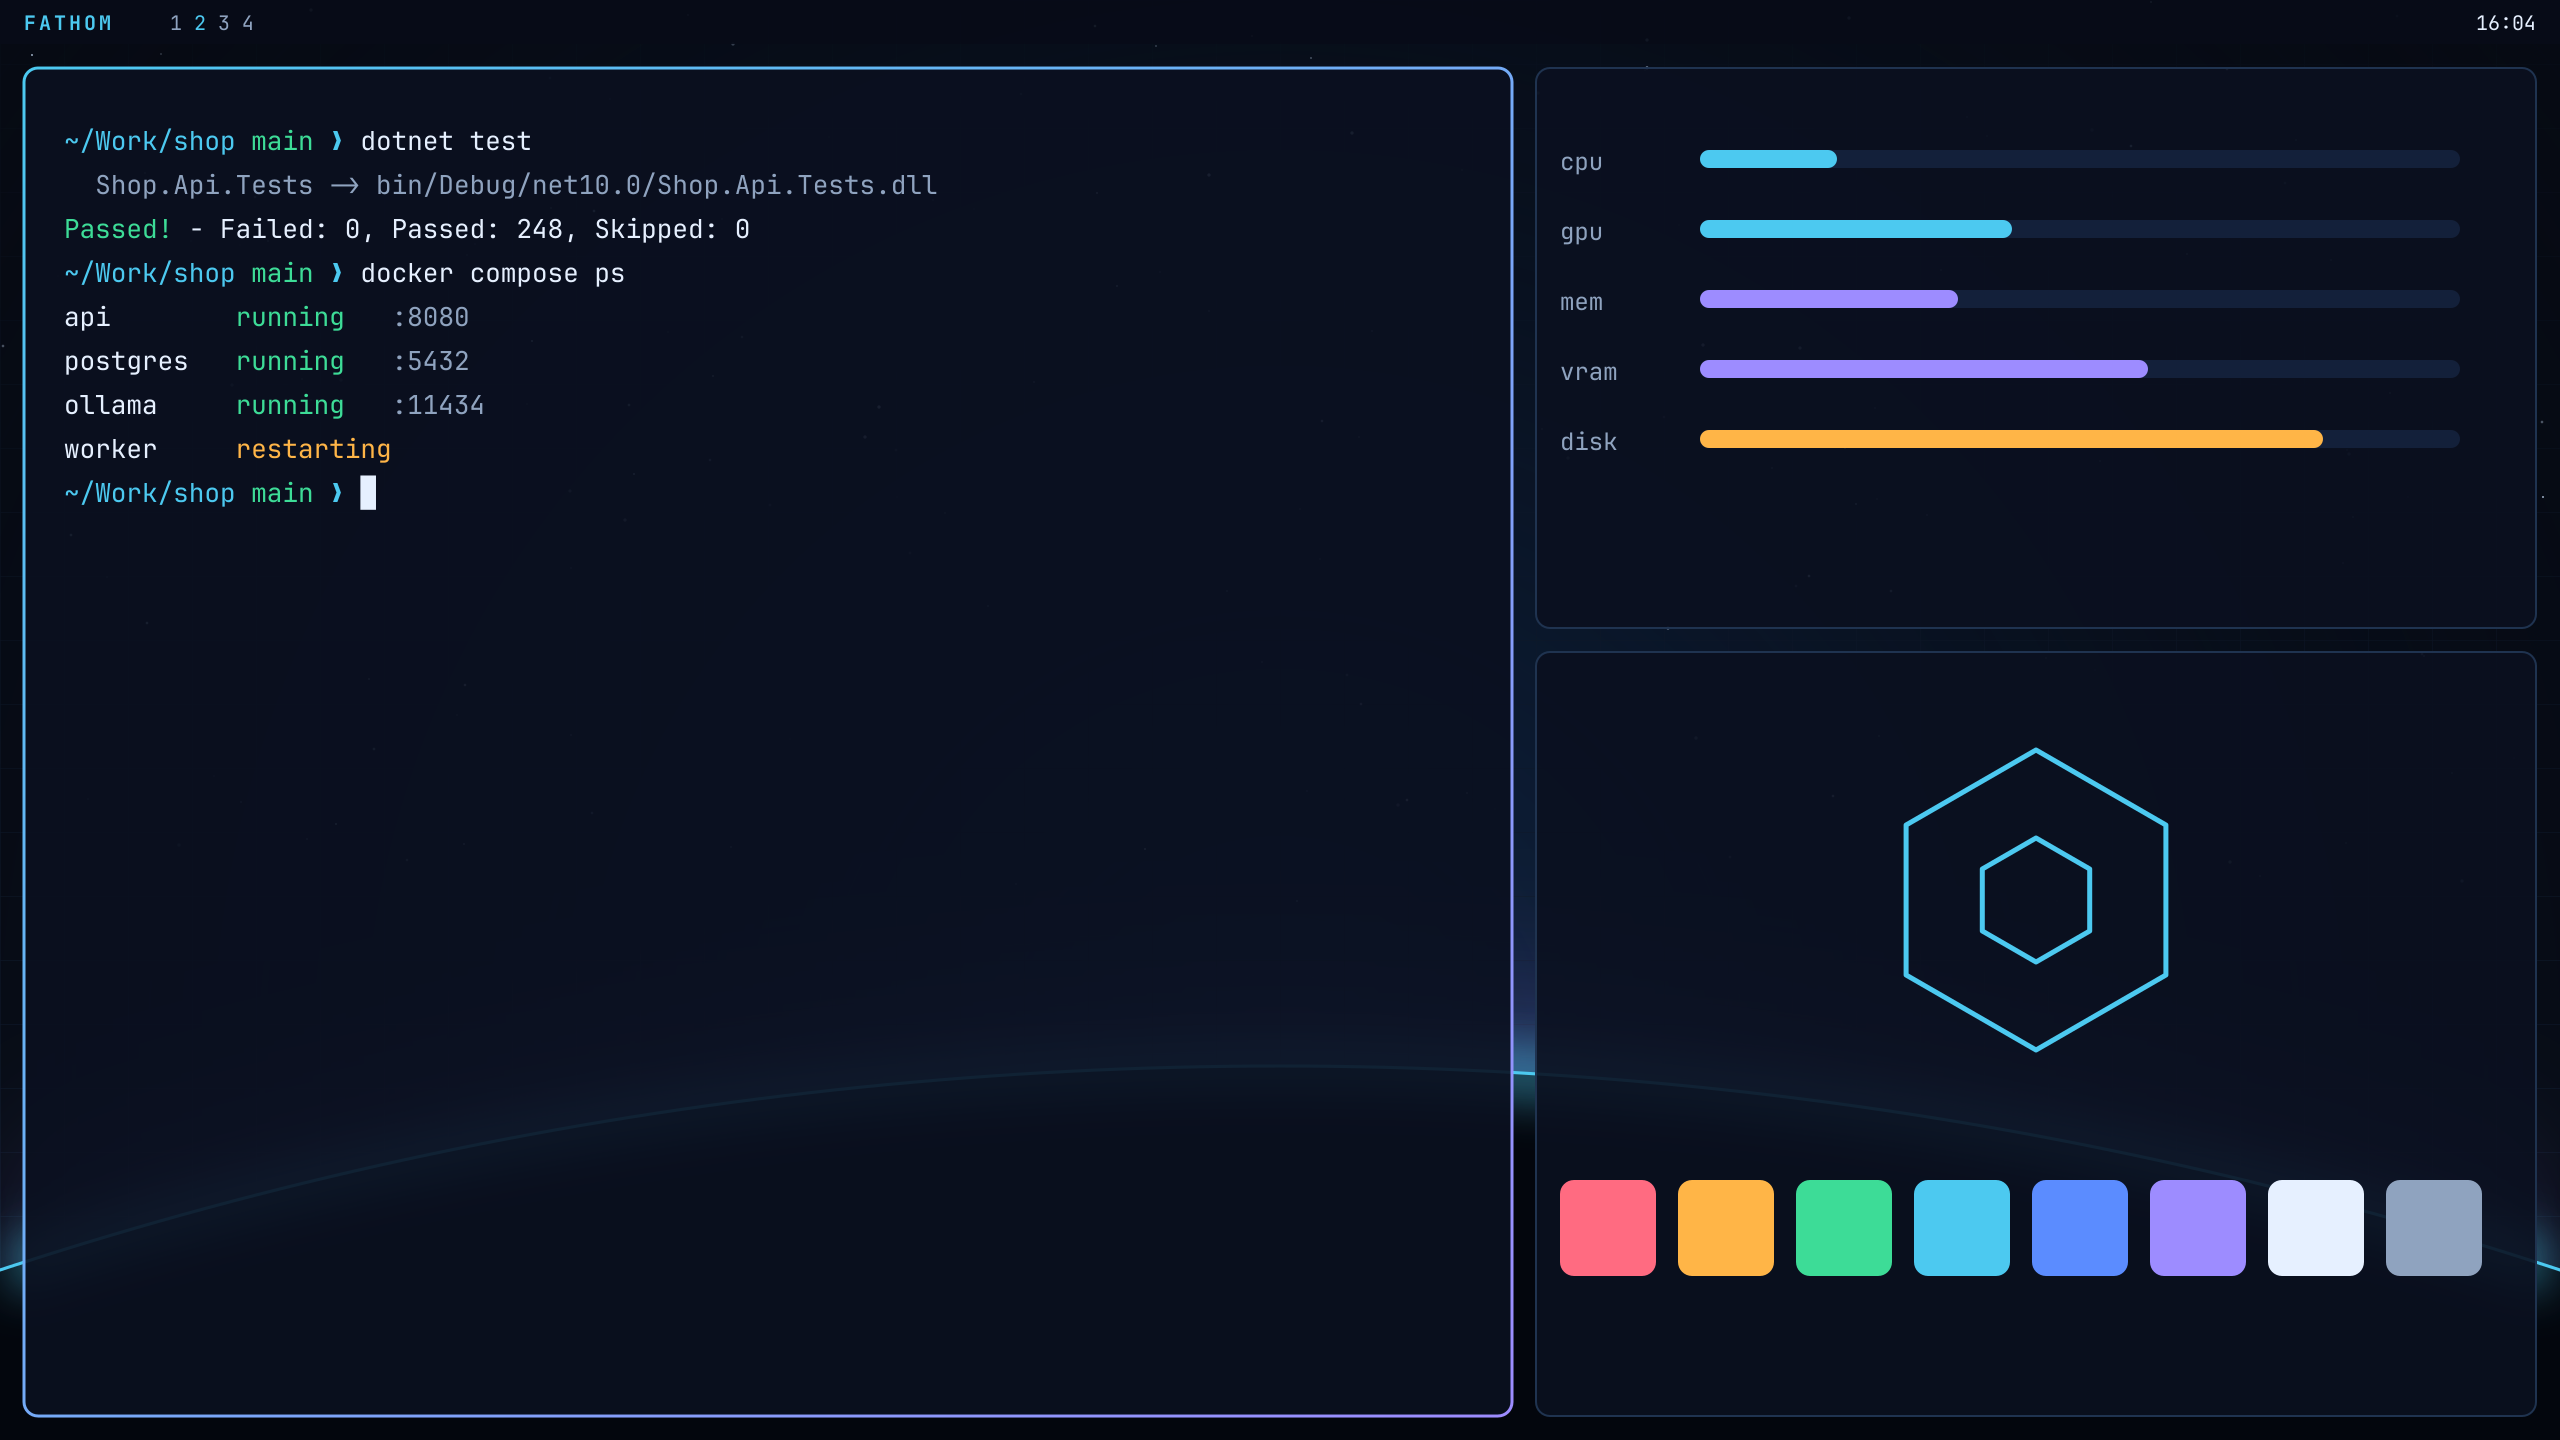 FATHOM 1 2 3 4 16:04
~/Work/shop main ❯ dotnet test
Shop.Api.Tests → bin/Debug/net10.0/Shop.Api.Tests.dll
Passed! - Failed: 0, Passed: 248, Skipped: 0
~/Work/shop main ❯ docker compose ps
api running :8080
postgres running :5432
ollama running :11434
worker restarting
~/Work/shop main ❯
cpu
gpu
mem
vram
disk